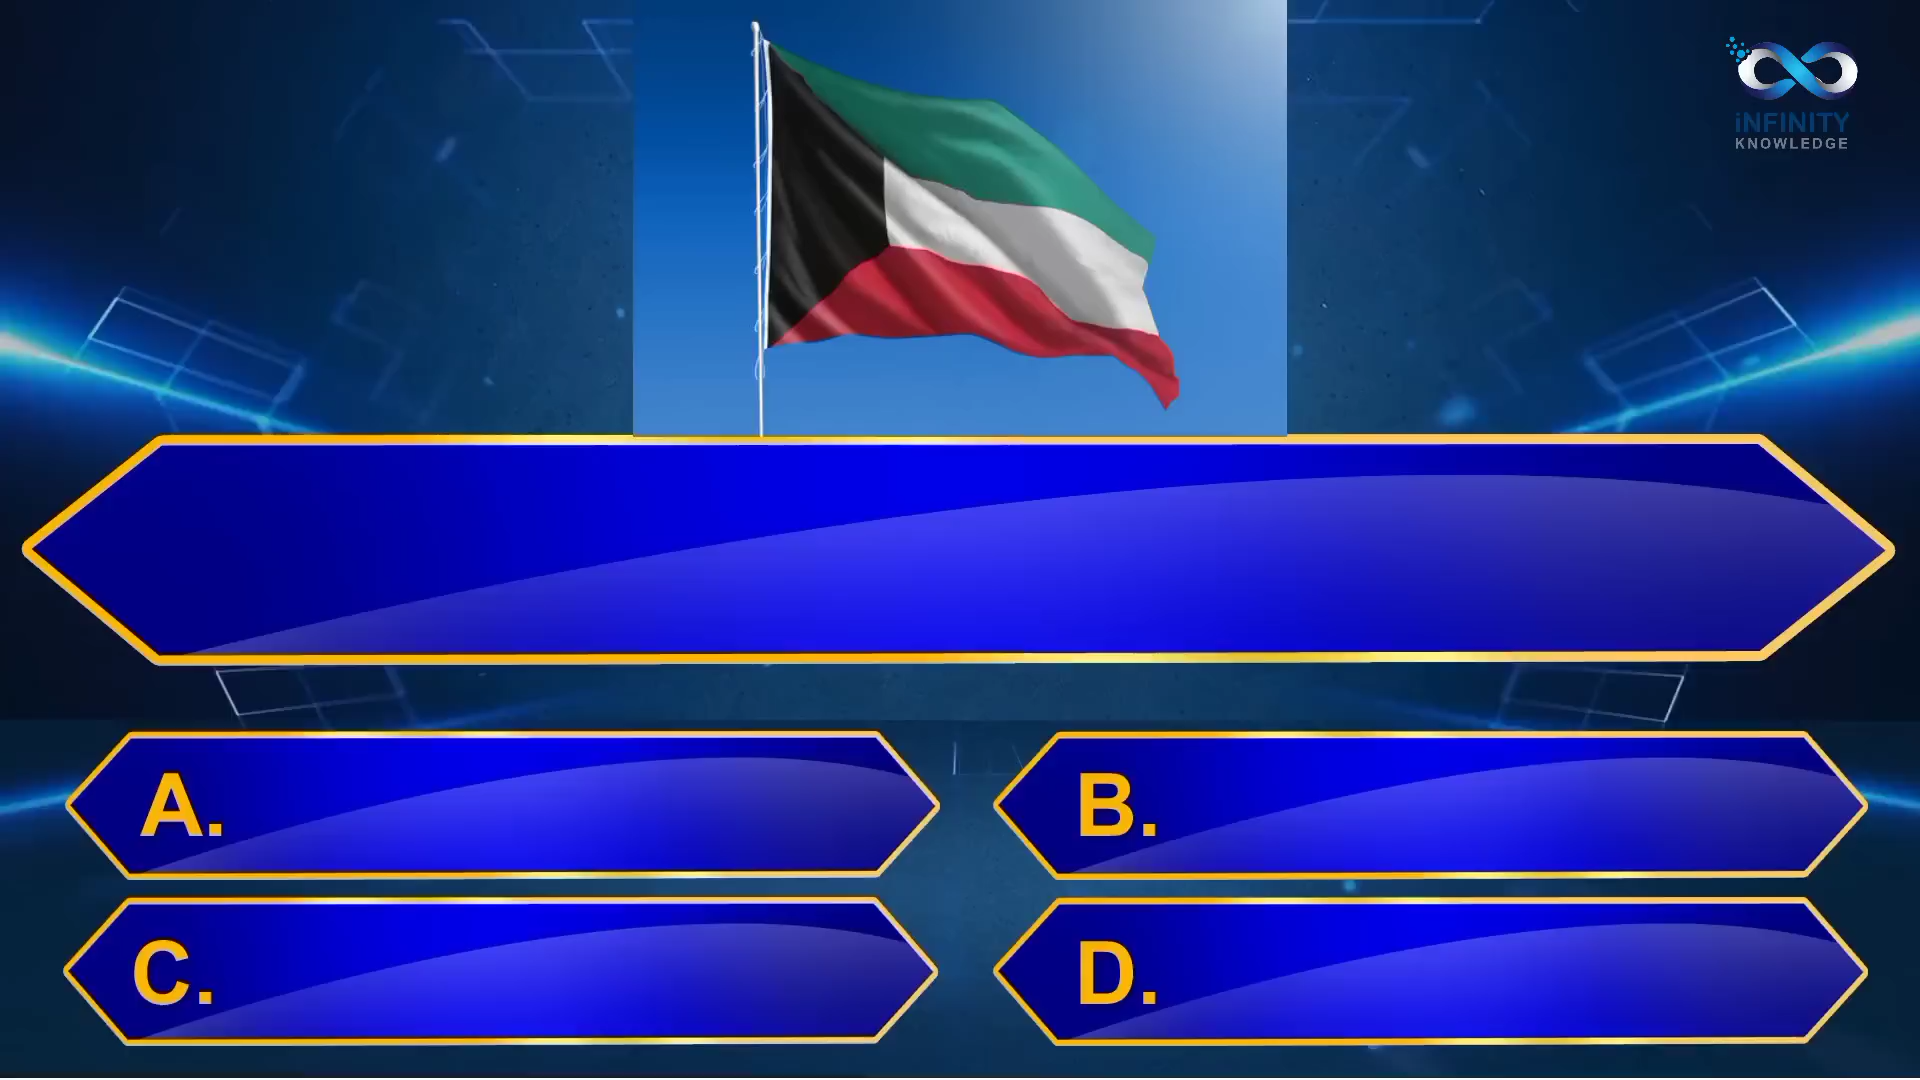 iNFINITY
KNOWLEDGE
A.
B.
C.
D.